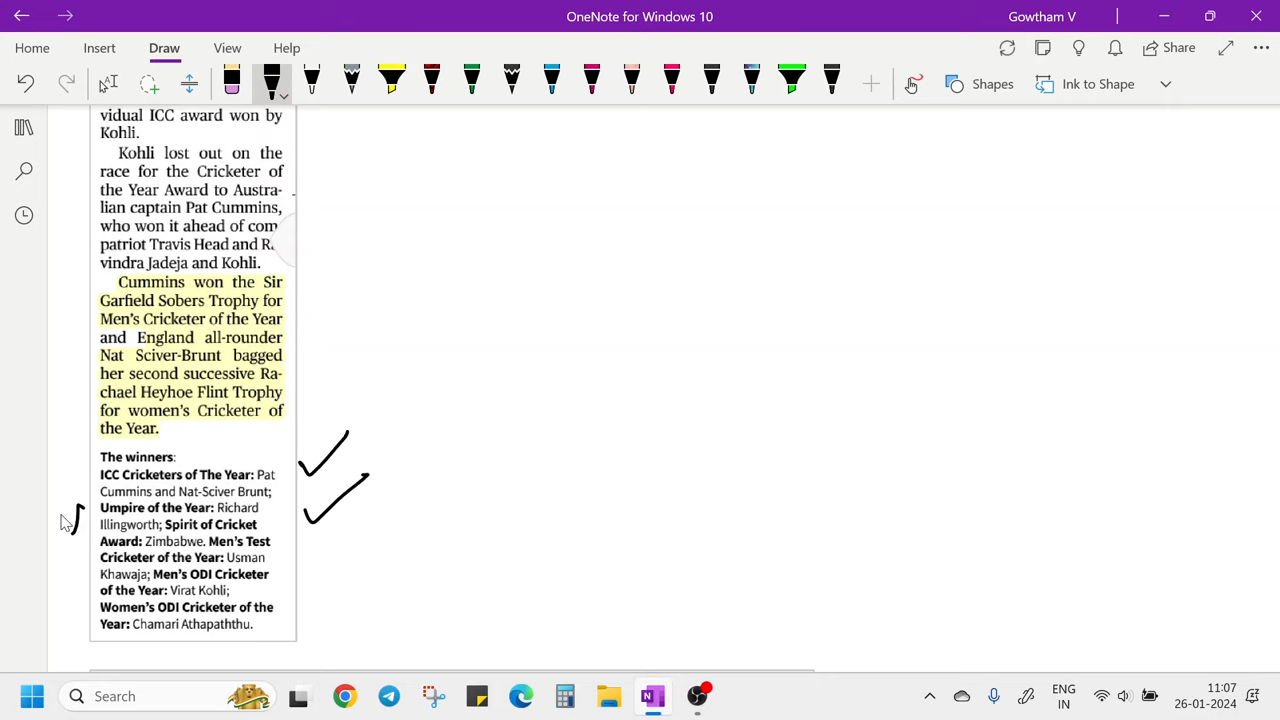 OneNote for Windows 10
Gowtham V
Home
Insert
Draw
View
Help
Share
Shapes
Ink to Shape
vidual ICC award won by
Kohli.
Kohli lost out on the
race for the Cricketer of
the Year Award to Austra-
lian captain Pat Cummins,
who won it ahead of com
patriot Travis Head and Ra
vindra Jadeja and Kohli.
Cummins won the Sir
Garfield Sobers Trophy for
Men's Cricketer of the Year
and England all-rounder
Nat Sciver-Brunt bagged
her second successive Ra-
chael Heyhoe Flint Trophy
for women's Cricketer of
the Year.
The winners:
ICC Cricketers of The Year: Pat
Cummins and Nat-Sciver Brunt;
Umpire of the Year: Richard
Illingworth; Spirit of Cricket
Award: Zimbabwe. Men's Test
Cricketer of the Year: Usman
Khawaja; Men's ODI Cricketer
of the Year: Virat Kohli;
Women's ODI Cricketer of the
Year: Chamari Athapaththu.
Search
ENG
IN
11:07
26-01-2024